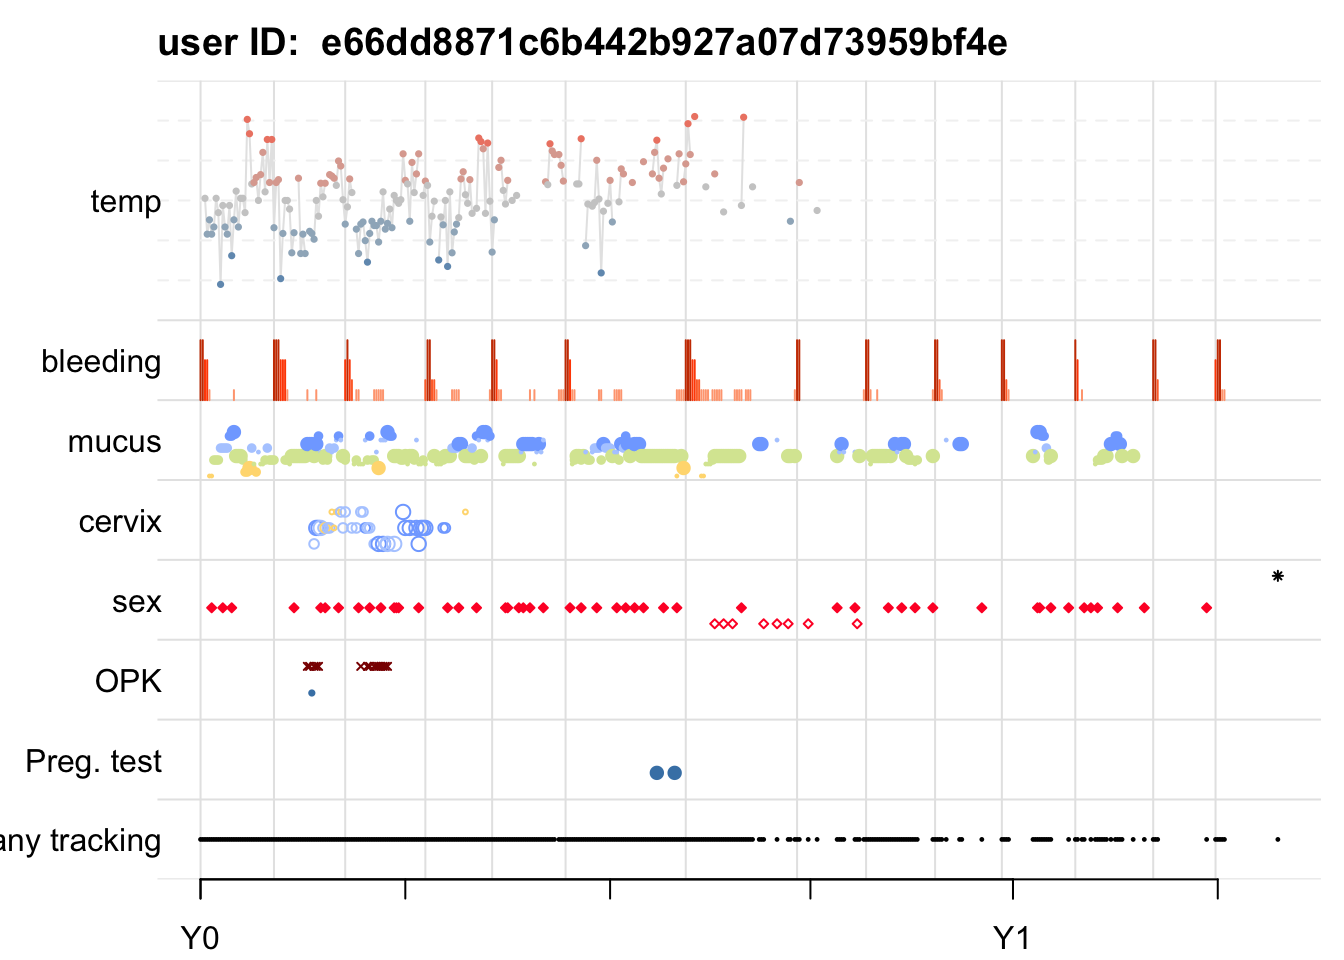 user ID:  e66dd8871c6b442b927a07d73959bf4e
temp
bleeding
mucus
cervix
sex
OPK
Preg. test
any tracking
Y0 Y1